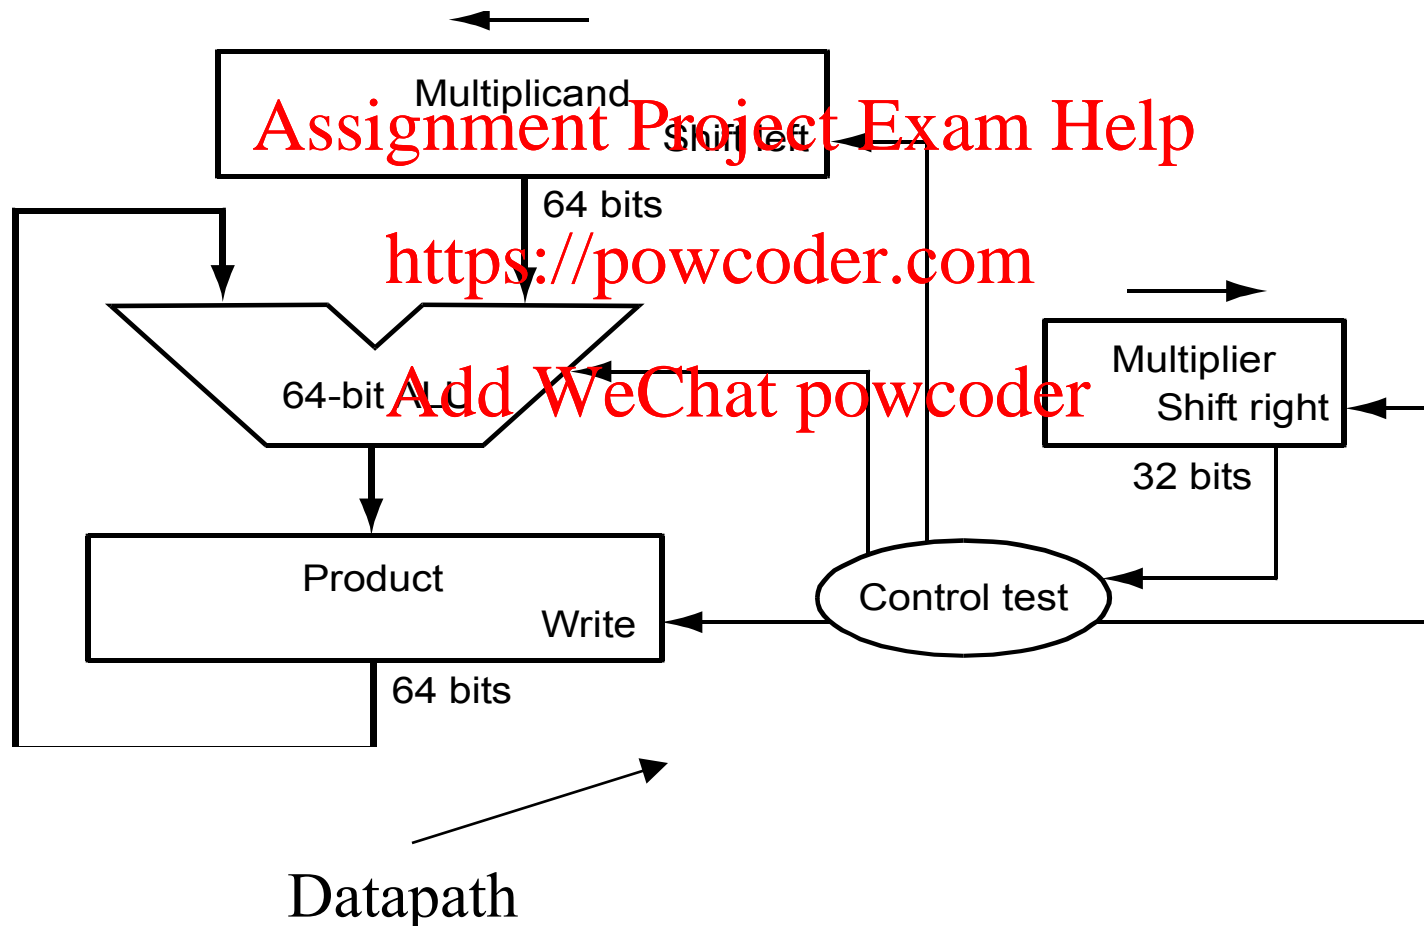 Multiplicand
Assignment Project Exam Help
Shift left
64 bits
https://powcoder.com
Multiplier
64-bit ALU
Add WeChat powcoder
Shift right
32 bits
Product
Control test
Write
64 bits
Datapath